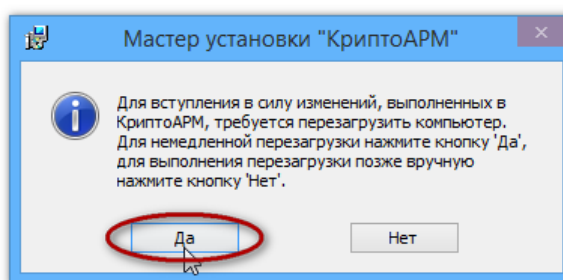 Мастер установки "КриптоАРМ"
Для вступления в силу изменений, выполненных в
КриптоАРМ, требуется перезагрузить компьютер.
Для немедленной перезагрузки нажмите кнопку 'Да',
для выполнения перезагрузки позже вручную
нажмите кнопку 'Нет'.
Да
Нет